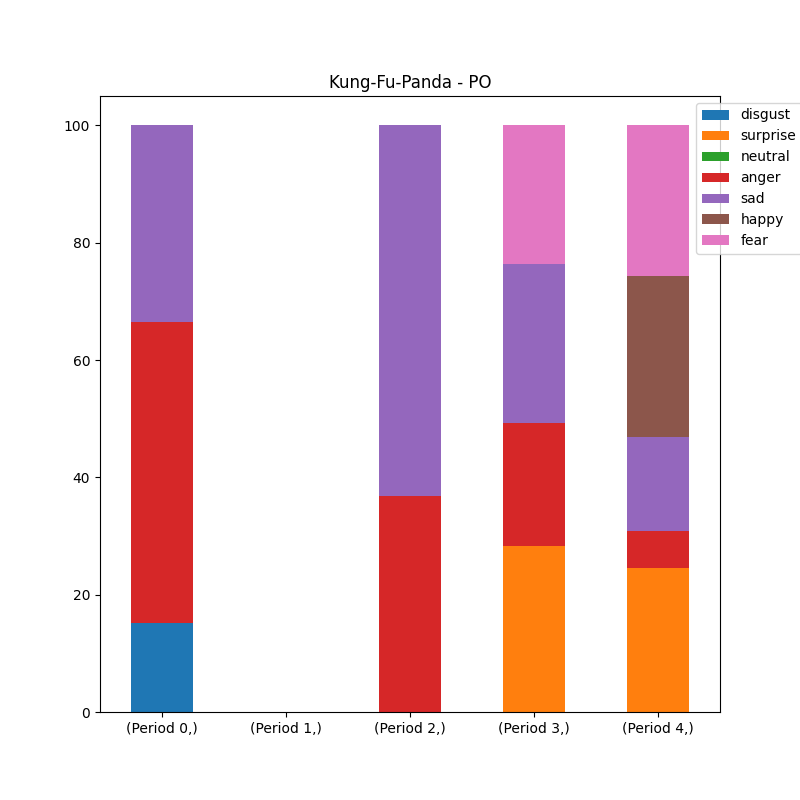 Kung-Fu-Panda - PO
100
80
60
40
20
0
(Period 0,)
(Period 1,)
(Period 2,)
(Period 3,)
(Period 4,)
disgust
surprise
neutral
anger
sad
happy
fear